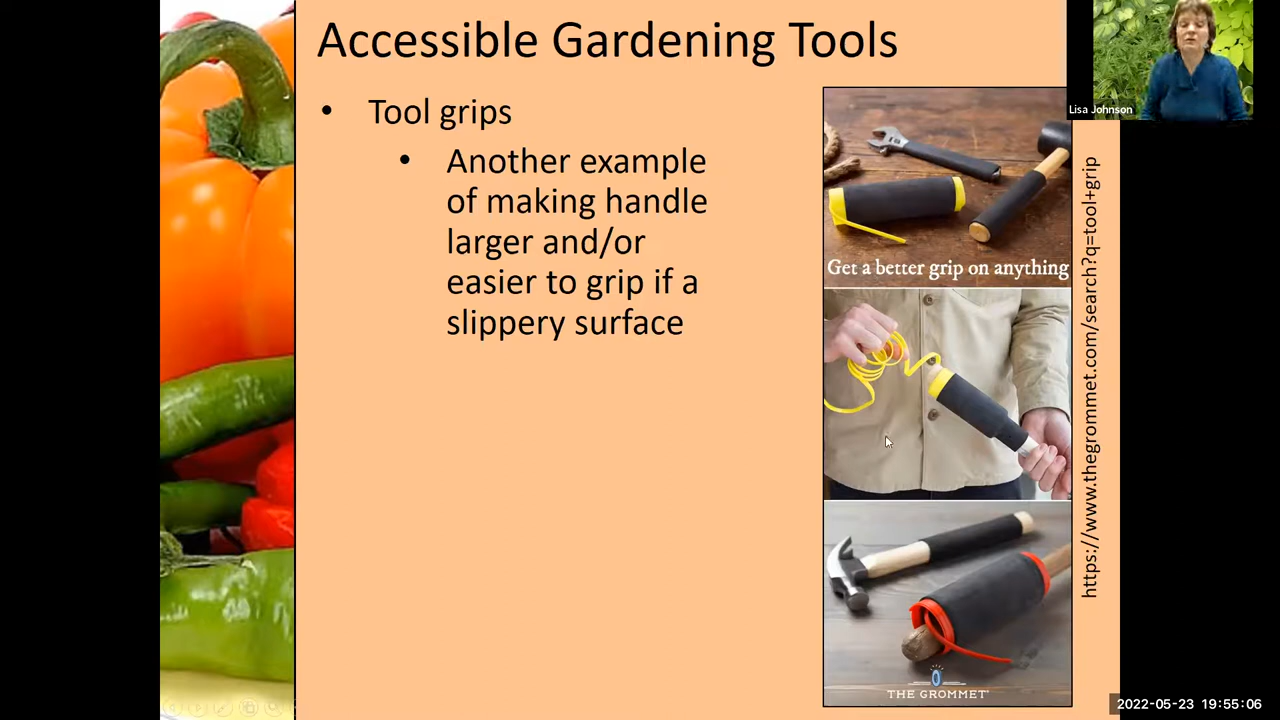 Accessible Gardening Tools
Lisa Johnson
• Tool grips
• Another example
of making handle
larger and/or
easier to grip if a
slippery surface
Get a better grip on anything
THE GROMMET
https://www.thegrommet.com/search?q=tool+grip
2022-05-23 19:55:06